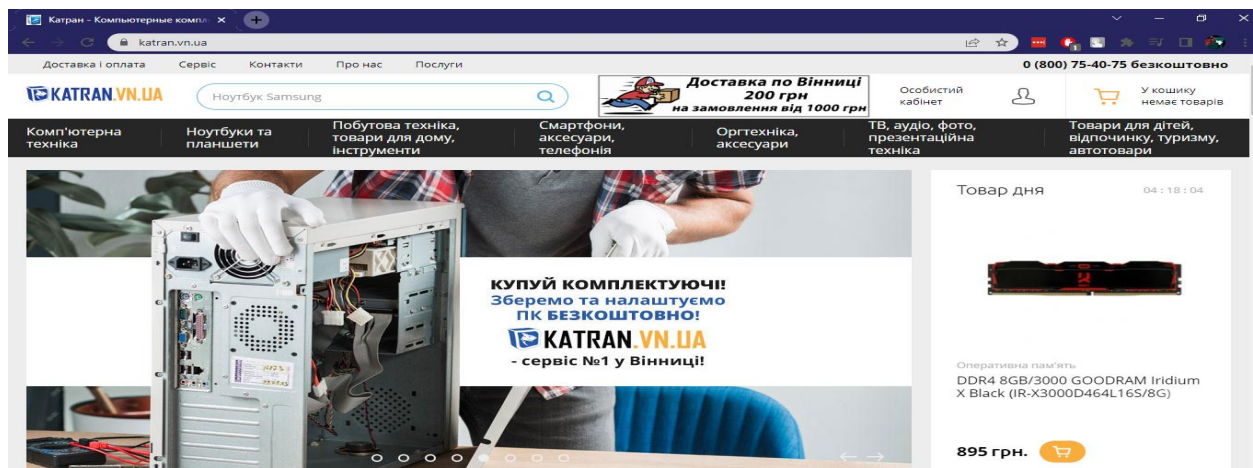 Катран - Компьютерные компл
katran.vn.ua
Доставка і оплата Сервіс Контакти Про нас Послуги 0 (800) 75-40-75 безкоштовно
KATRAN.VN.UA
Ноутбук Samsung
Доставка по Вінниці
200 грн
на замовлення від 1000 грн
Особистий
кабінет
У кошику
немає товарів
Комп'ютерна
техніка
Ноутбуки та
планшети
Побутова техніка,
товари для дому,
інструменти
Смартфони,
аксесуари,
телефонія
Оргтехніка,
аксесуари
ТВ, аудіо, фото,
презентаційна
техніка
Товари для дітей,
відпочинку, туризму,
автотовари
КУПУЙ КОМПЛЕКТУЮЧІ!
Зберемо та налаштуємо
ПК БЕЗКОШТОВНО!
KATRAN.VN.UA
- сервіс №1 у Вінниці!
Товар дня 04 : 18 : 04
Оперативна пам'ять
DDR4 8GB/3000 GOODRAM Iridium
X Black (IR-X3000D464L16S/8G)
895 грн.